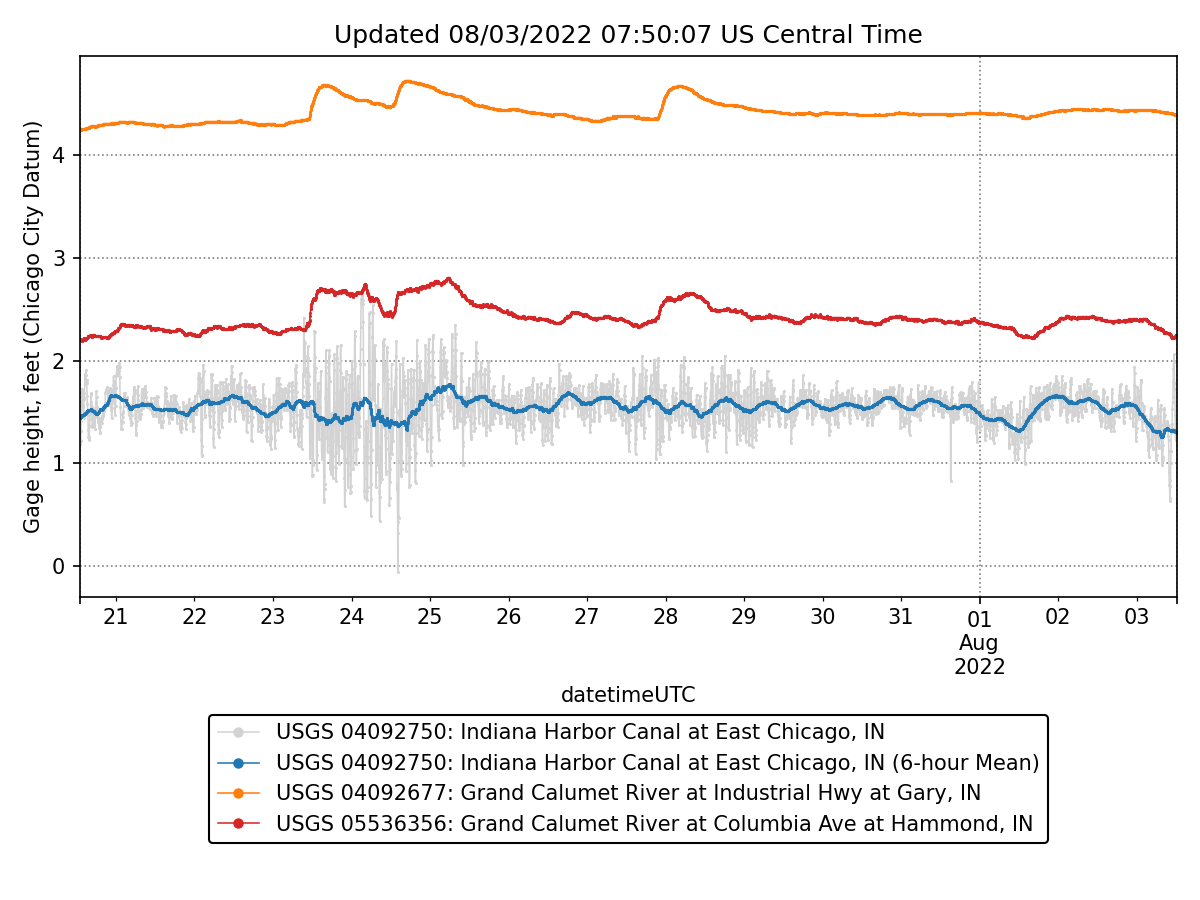 Updated 08/03/2022 07:50:07 US Central Time
Gage height, feet (Chicago City Datum)
4
3
2
1
0
21 22 23 24 25 26 27 28 29 30 31 01 02 03
Aug
2022
datetimeUTC
USGS 04092750: Indiana Harbor Canal at East Chicago, IN
USGS 04092750: Indiana Harbor Canal at East Chicago, IN (6-hour Mean)
USGS 04092677: Grand Calumet River at Industrial Hwy at Gary, IN
USGS 05536356: Grand Calumet River at Columbia Ave at Hammond, IN